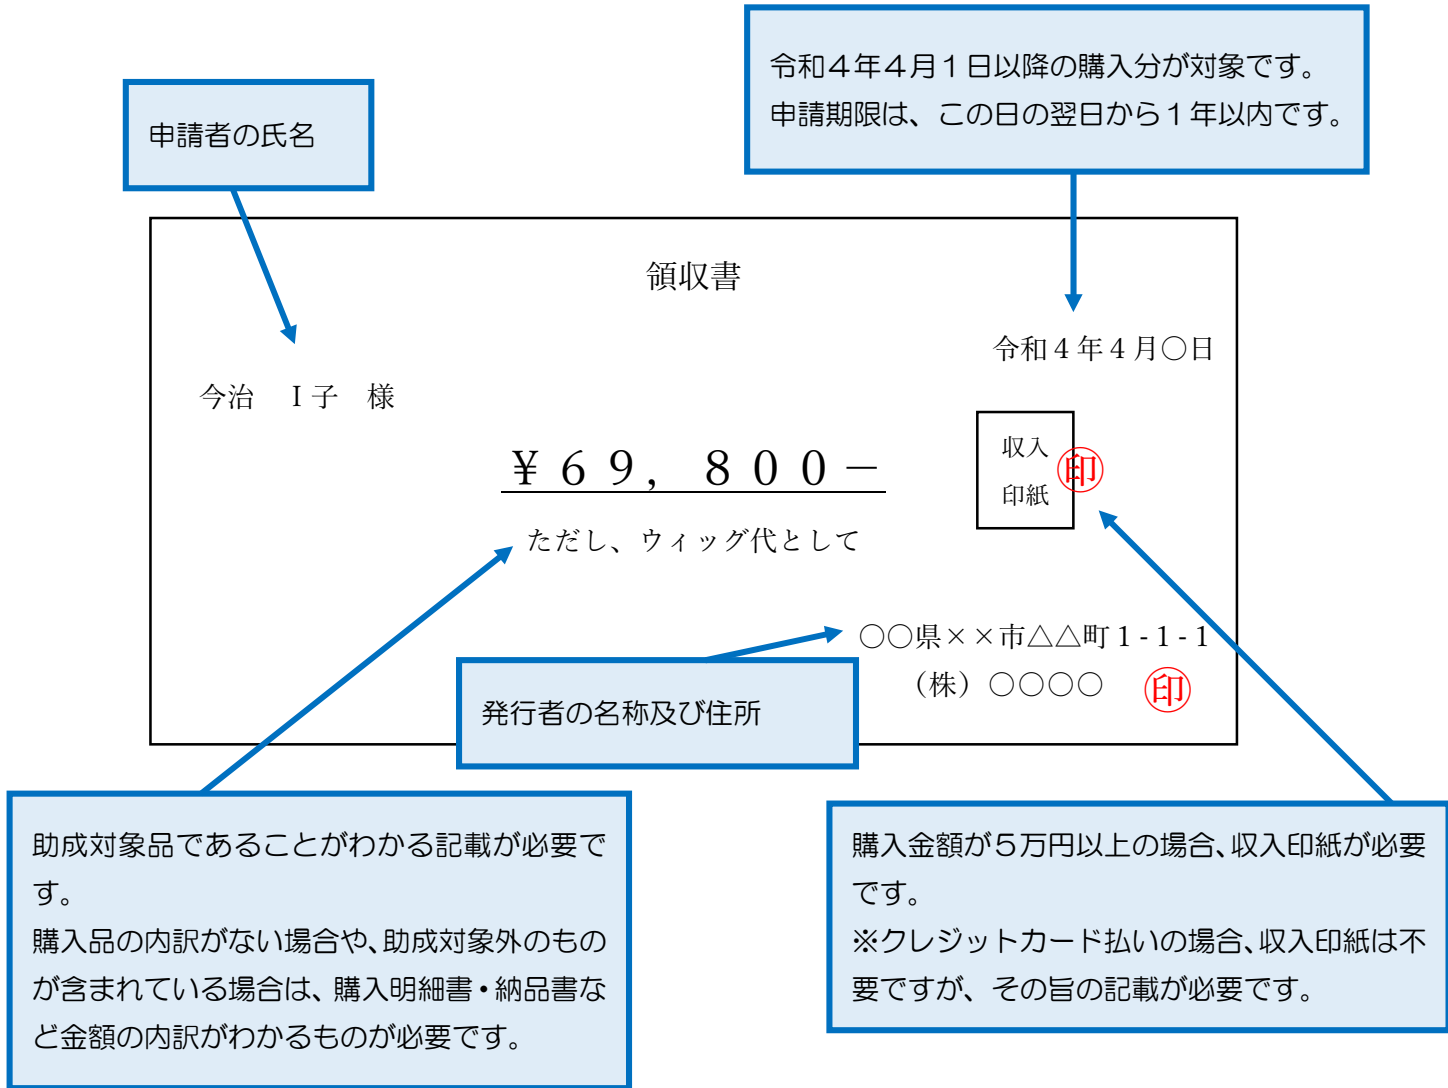 令和４年４月１日以降の購入分が対象です。
申請期限は、この日の翌日から１年以内です。
申請者の氏名
領収書
令和４年４月〇日
今治　Ｉ子　様
￥６９，８００－
収入
印紙
印
ただし、ウィッグ代として
〇〇県××市△△町１-１-１
（株）〇〇〇〇
印
発行者の名称及び住所
助成対象品であることがわかる記載が必要で
す。
購入品の内訳がない場合や、助成対象外のもの
が含まれている場合は、購入明細書・納品書な
ど金額の内訳がわかるものが必要です。
購入金額が５万円以上の場合、収入印紙が必要
です。
※クレジットカード払いの場合、収入印紙は不
要ですが、その旨の記載が必要です。